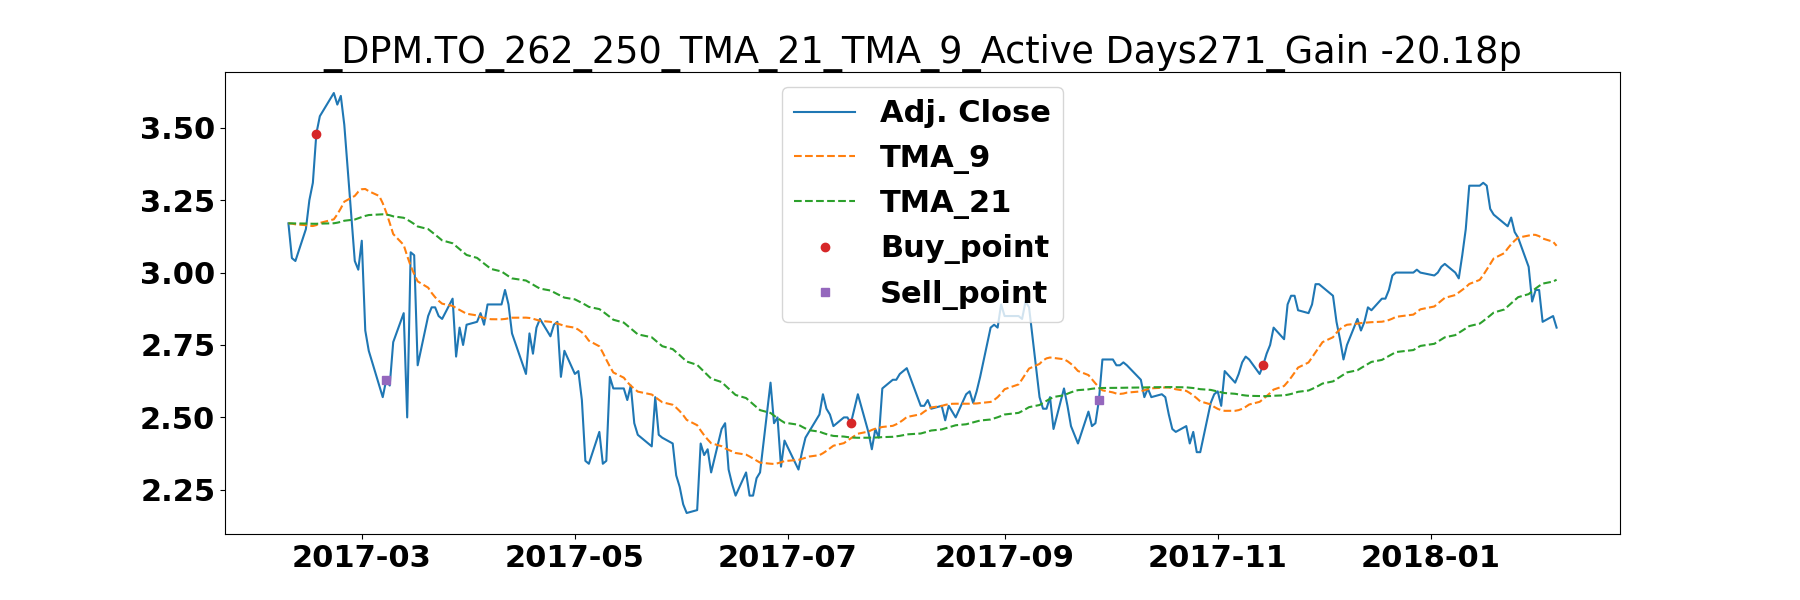 _DPM.TO_262_250_TMA_21_TMA_9_Active Days271_Gain -20.18p
3.50
3.25
3.00
2.75
2.50
2.25
Adj. Close
TMA_9
TMA_21
Buy_point
Sell_point
2017-03 2017-05 2017-07 2017-09 2017-11 2018-01